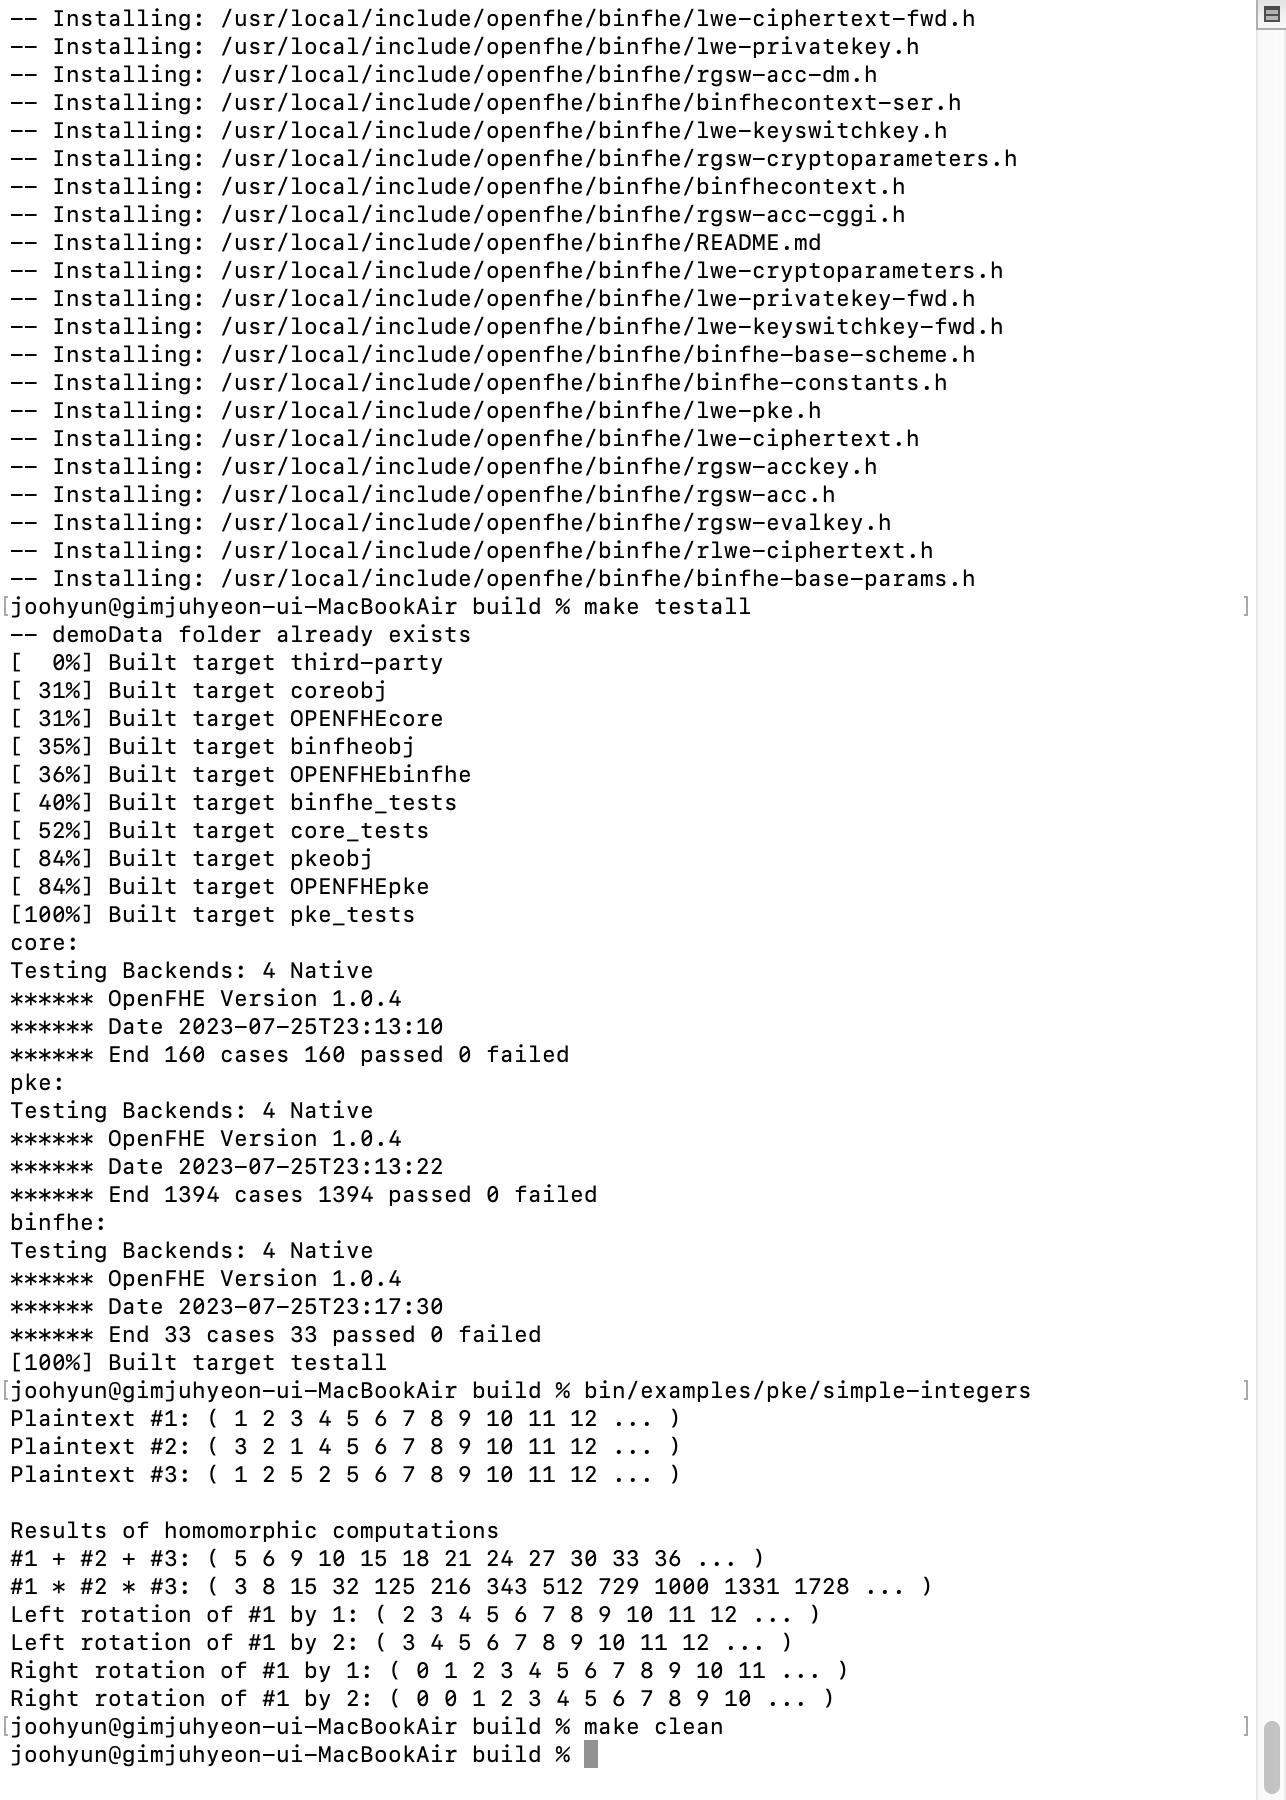 -- Installing: /usr/local/include/openfhe/binfhe/lwe-ciphertext-fwd.h
-- Installing: /usr/local/include/openfhe/binfhe/lwe-privatekey.h
-- Installing: /usr/local/include/openfhe/binfhe/rgsw-acc-dm.h
-- Installing: /usr/local/include/openfhe/binfhe/binfhecontext-ser.h
-- Installing: /usr/local/include/openfhe/binfhe/lwe-keyswitchkey.h
-- Installing: /usr/local/include/openfhe/binfhe/rgsw-cryptoparameters.h
-- Installing: /usr/local/include/openfhe/binfhe/binfhecontext.h
-- Installing: /usr/local/include/openfhe/binfhe/rgsw-acc-cggi.h
-- Installing: /usr/local/include/openfhe/binfhe/README.md
-- Installing: /usr/local/include/openfhe/binfhe/lwe-cryptoparameters.h
-- Installing: /usr/local/include/openfhe/binfhe/lwe-privatekey-fwd.h
-- Installing: /usr/local/include/openfhe/binfhe/lwe-keyswitchkey-fwd.h
-- Installing: /usr/local/include/openfhe/binfhe/binfhe-base-scheme.h
-- Installing: /usr/local/include/openfhe/binfhe/binfhe-constants.h
-- Installing: /usr/local/include/openfhe/binfhe/lwe-pke.h
-- Installing: /usr/local/include/openfhe/binfhe/lwe-ciphertext.h
-- Installing: /usr/local/include/openfhe/binfhe/rgsw-acckey.h
-- Installing: /usr/local/include/openfhe/binfhe/rgsw-acc.h
-- Installing: /usr/local/include/openfhe/binfhe/rgsw-evalkey.h
-- Installing: /usr/local/include/openfhe/binfhe/rlwe-ciphertext.h
-- Installing: /usr/local/include/openfhe/binfhe/binfhe-base-params.h
[joohyun@gimjuhyeon-ui-MacBookAir build % make testall ]
-- demoData folder already exists
[  0%] Built target third-party
[ 31%] Built target coreobj
[ 31%] Built target OPENFHEcore
[ 35%] Built target binfheobj
[ 36%] Built target OPENFHEbinfhe
[ 40%] Built target binfhe_tests
[ 52%] Built target core_tests
[ 84%] Built target pkeobj
[ 84%] Built target OPENFHEpke
[100%] Built target pke_tests
core:
Testing Backends: 4 Native
****** OpenFHE Version 1.0.4
****** Date 2023-07-25T23:13:10
****** End 160 cases 160 passed 0 failed
pke:
Testing Backends: 4 Native
****** OpenFHE Version 1.0.4
****** Date 2023-07-25T23:13:22
****** End 1394 cases 1394 passed 0 failed
binfhe:
Testing Backends: 4 Native
****** OpenFHE Version 1.0.4
****** Date 2023-07-25T23:17:30
****** End 33 cases 33 passed 0 failed
[100%] Built target testall
[joohyun@gimjuhyeon-ui-MacBookAir build % bin/examples/pke/simple-integers ]
Plaintext #1: ( 1 2 3 4 5 6 7 8 9 10 11 12 ... )
Plaintext #2: ( 3 2 1 4 5 6 7 8 9 10 11 12 ... )
Plaintext #3: ( 1 2 5 2 5 6 7 8 9 10 11 12 ... )

Results of homomorphic computations
#1 + #2 + #3: ( 5 6 9 10 15 18 21 24 27 30 33 36 ... )
#1 * #2 * #3: ( 3 8 15 32 125 216 343 512 729 1000 1331 1728 ... )
Left rotation of #1 by 1: ( 2 3 4 5 6 7 8 9 10 11 12 ... )
Left rotation of #1 by 2: ( 3 4 5 6 7 8 9 10 11 12 ... )
Right rotation of #1 by 1: ( 0 1 2 3 4 5 6 7 8 9 10 11 ... )
Right rotation of #1 by 2: ( 0 0 1 2 3 4 5 6 7 8 9 10 ... )
[joohyun@gimjuhyeon-ui-MacBookAir build % make clean ]
joohyun@gimjuhyeon-ui-MacBookAir build %